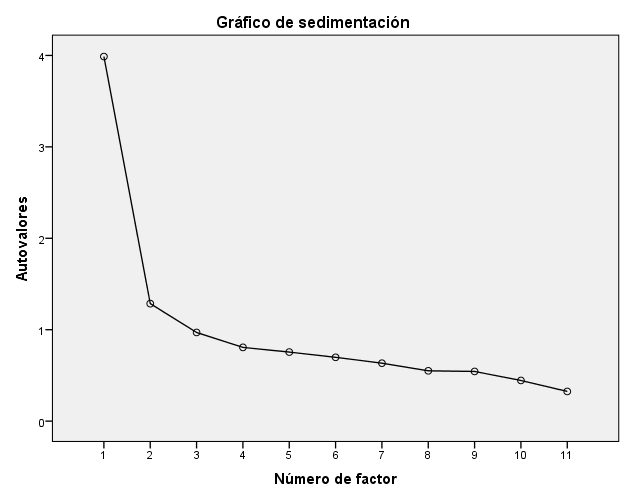 Gráfico de sedimentación
4
3
2
1
0
Autovalores
1 2 3 4 5 6 7 8 9 10 11
Número de factor